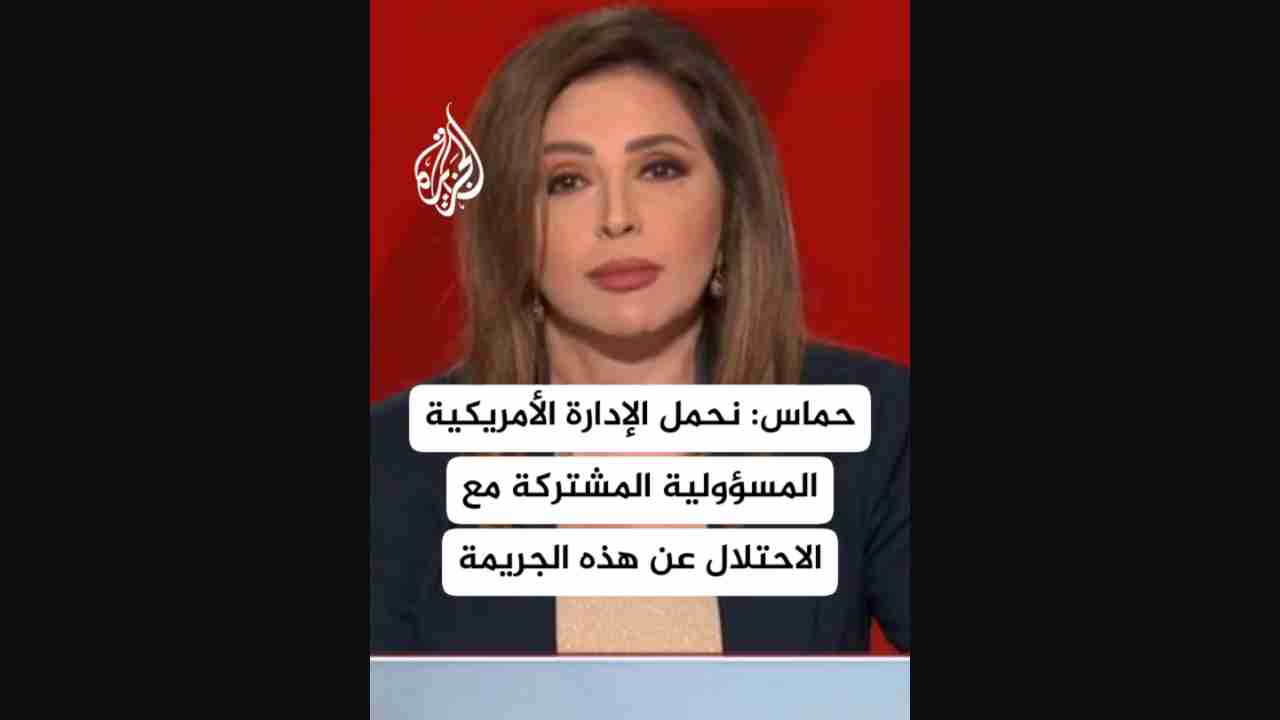 الجزيرة
حماس: نحمل الإدارة الأمريكية
المسؤولية المشتركة مع
الاحتلال عن هذه الجريمة